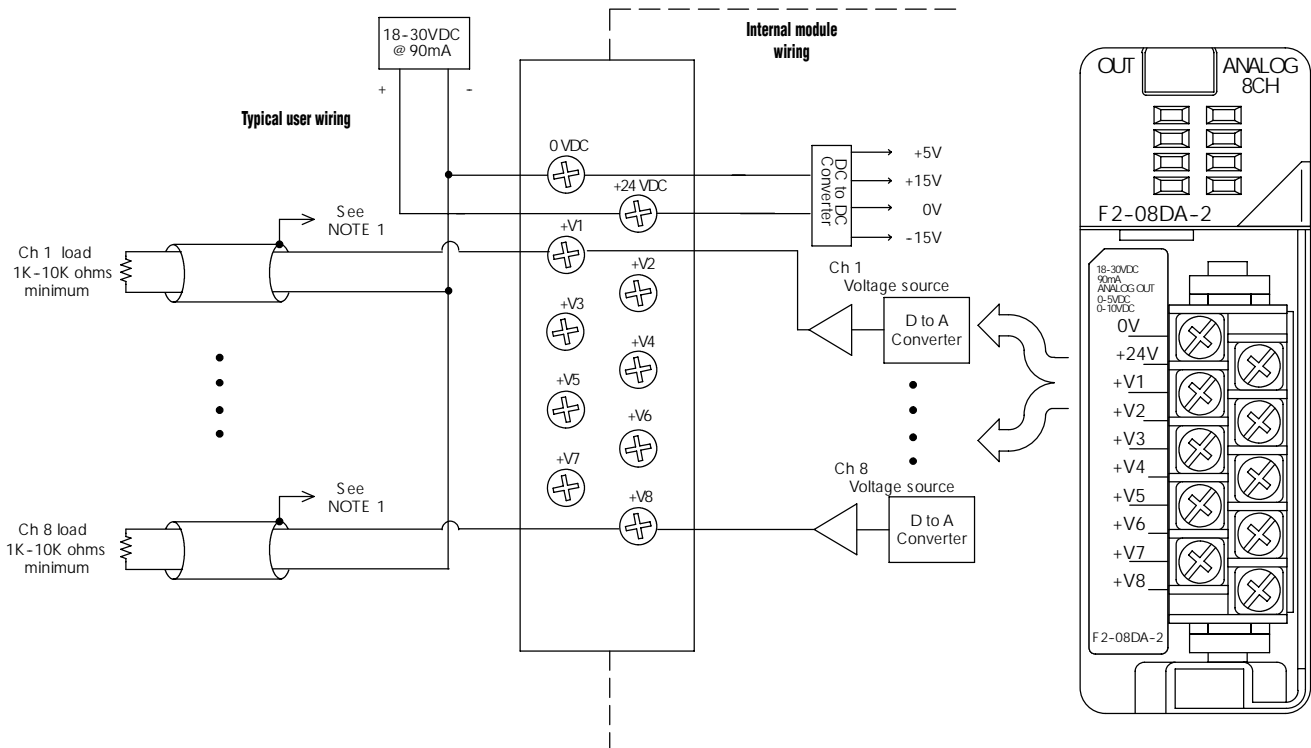 18-30VDC
@ 90mA
+
-
Typical user wiring
Internal module
wiring
0 VDC
+24 VDC
DC to DC
Converter
+5V
+15V
0V
-15V
See
NOTE 1
Ch 1 load
1K-10K ohms
minimum
+V1
+V2
+V3
+V4
+V5
+V6
+V7
+V8
Ch 1
Voltage source
D to A
Converter
See
NOTE 1
Ch 8 load
1K-10K ohms
minimum
Ch 8
Voltage source
D to A
Converter
OUT
ANALOG
8CH
F2-08DA-2
18-30VDC
90mA
ANALOG OUT
0-5VDC
0-10VDC
0V
+24V
+V1
+V2
+V3
+V4
+V5
+V6
+V7
+V8
F2-08DA-2